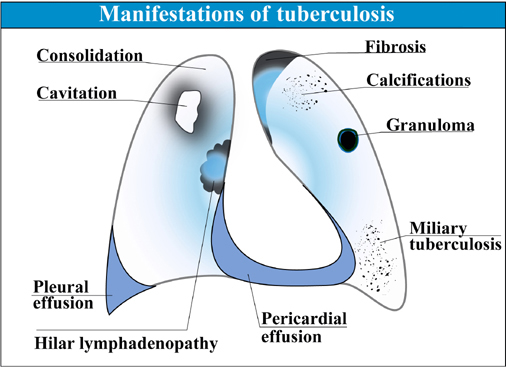 Manifestations of tuberculosis
Consolidation
Cavitation
Fibrosis
Calcifications
Granuloma
Miliary
tuberculosis
Pleural
effusion
Hilar lymphadenopathy
Pericardial
effusion